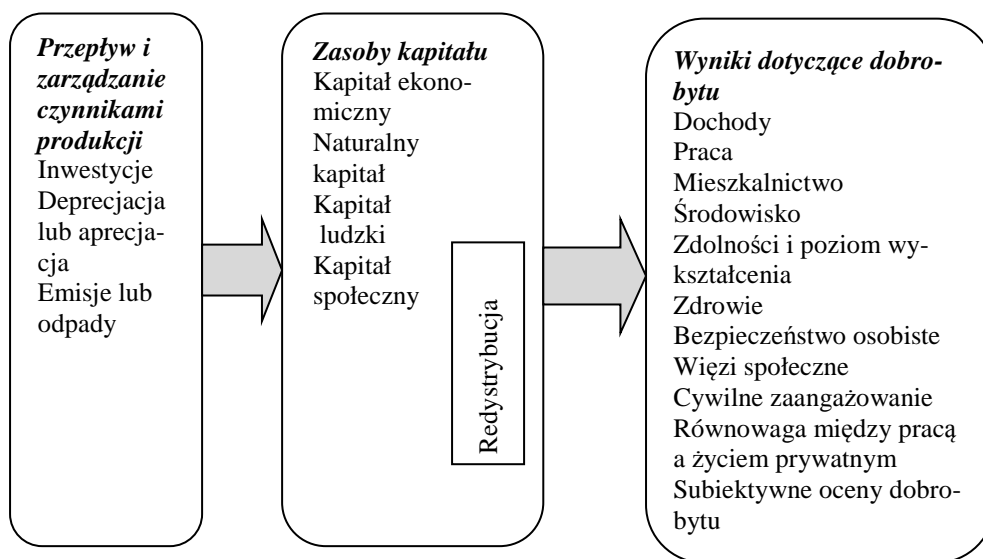 Przepływ i
zarządzanie
czynnikami
produkcji
Inwestycje
Deprecjacja
lub aprecja-
cja
Emisje lub
odpady
Zasoby kapitału
Kapitał ekono-
miczny
Naturalny
kapitał
Kapitał
ludzki
Kapitał
społeczny
Redystrybucja
Wyniki dotyczące dobro-
bytu
Dochody
Praca
Mieszkalnictwo
Środowisko
Zdolności i poziom wy-
kształcenia
Zdrowie
Bezpieczeństwo osobiste
Więzi społeczne
Cywilne zaangażowanie
Równowaga między pracą
a życiem prywatnym
Subiektywne oceny dobro-
bytu